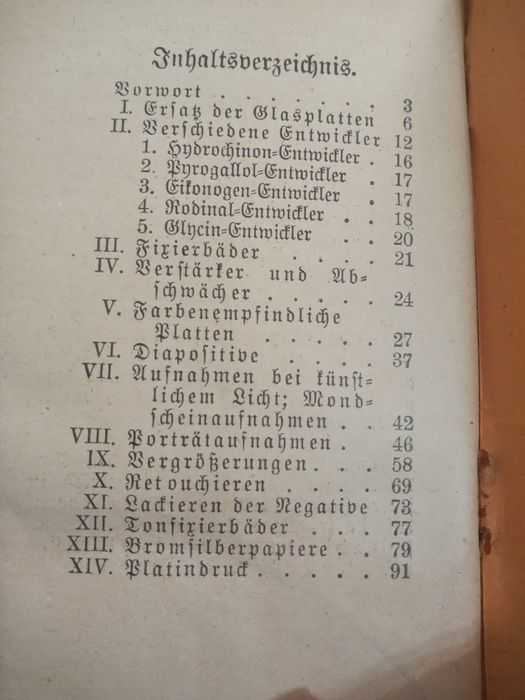 Inhaltsverzeichnis.
Vorwort . . . . . . . 3
I. Ersatz der Glasplatten 6
II. Verschiedene Entwickler 12
1. Hydrochinon-Entwickler . 16
2. Pyrogallol-Entwickler . 17
3. Eikonogen-Entwickler . 17
4. Rodinal-Entwickler . . 18
5. Glycin-Entwickler . . 20
III. Fixierbäder . . . . 21
IV. Verstärker und Ab-
schwächer . . . . . 24
V. Farbenempfindliche
Platten . . . . . 27
VI. Diapositive . . . . 37
VII. Aufnahmen bei künst-
lichem Licht; Mond-
scheinaufnahmen . . 42
VIII. Porträtaufnahmen . 46
IX. Vergrößerungen . . . 58
X. Retouchieren . . . . 69
XI. Lackieren der Negative 73
XII. Tonfixierbäder . . . 77
XIII. Bromsilberpapiere . . 79
XIV. Platindruck . . . . . 91